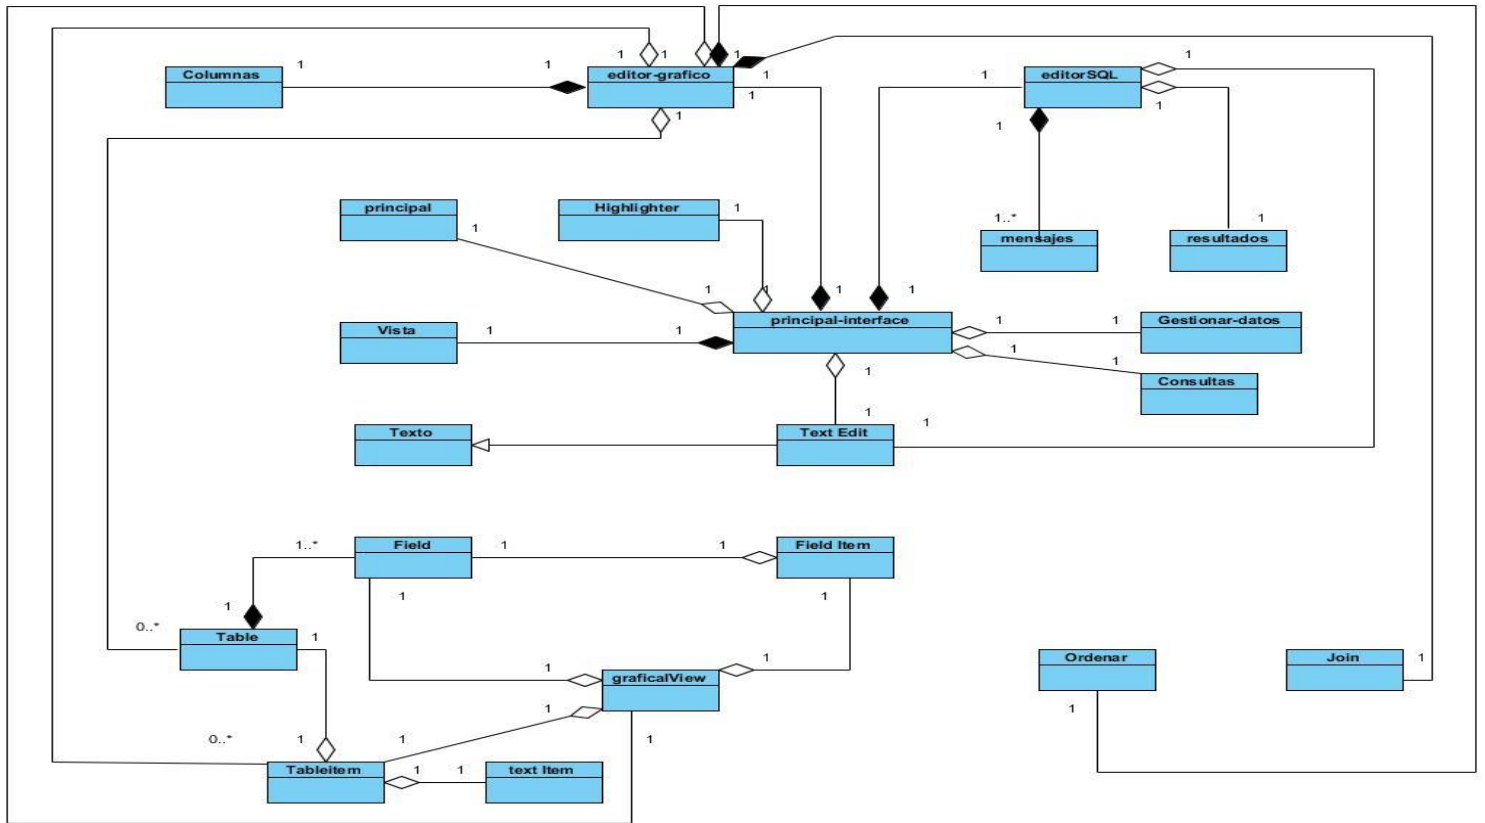 1 1 1 1
Columnas 1 1 editor-grafico 1 1 editorSQL
1 1
1 1 1
1..* 1
principal Highlighter 1
1 mensajes resultados
1 1 1 1
principal-interface 1 1 Gestionar-datos
Vista 1 1
1 1 Consultas
1
1 1
Texto Text Edit
1..* Field 1 1 Field Item
1 1
1
0..* Table 1
1 1 Ordenar Join 1
graficalView
1 1
0..* 1 1 1
Tableitem 1 1 text Item